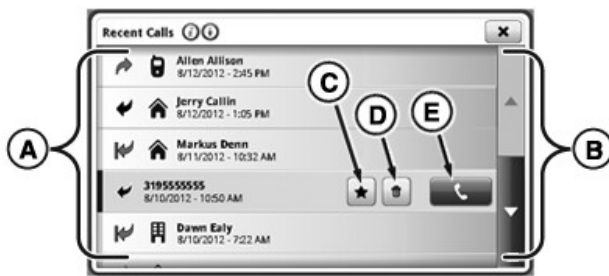 Recent Calls
Allen Allison
8/12/2012 - 2:45 PM
Jerry Callin
8/12/2012 - 1:05 PM
Markus Denn
8/11/2012 - 10:32 AM
3195555555
8/10/2012 - 10:50 AM
Dawn Ealy
8/10/2012 - 7:22 AM
A
B
C
D
E